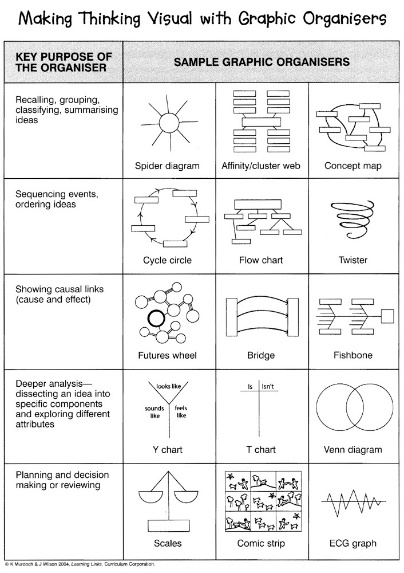 Making Thinking Visual with Graphic Organisers
KEY PURPOSE OF
THE ORGANISER
SAMPLE GRAPHIC ORGANISERS
Recalling, grouping,
classifying, summarising
ideas
Spider diagram
Affinity/cluster web
Concept map
Sequencing events,
ordering ideas
Cycle circle
Flow chart
Twister
Showing causal links
(cause and effect)
Futures wheel
Bridge
Fishbone
Deeper analysis—
dissecting an idea into
specific components
and exploring different
attributes
looks like
sounds
like
feels
like
Y chart
Is
Isn't
T chart
Venn diagram
Planning and decision
making or reviewing
Scales
Comic strip
ECG graph
© K Murdoch & J Wilson 2004, Learning Links, Curriculum Corporation.